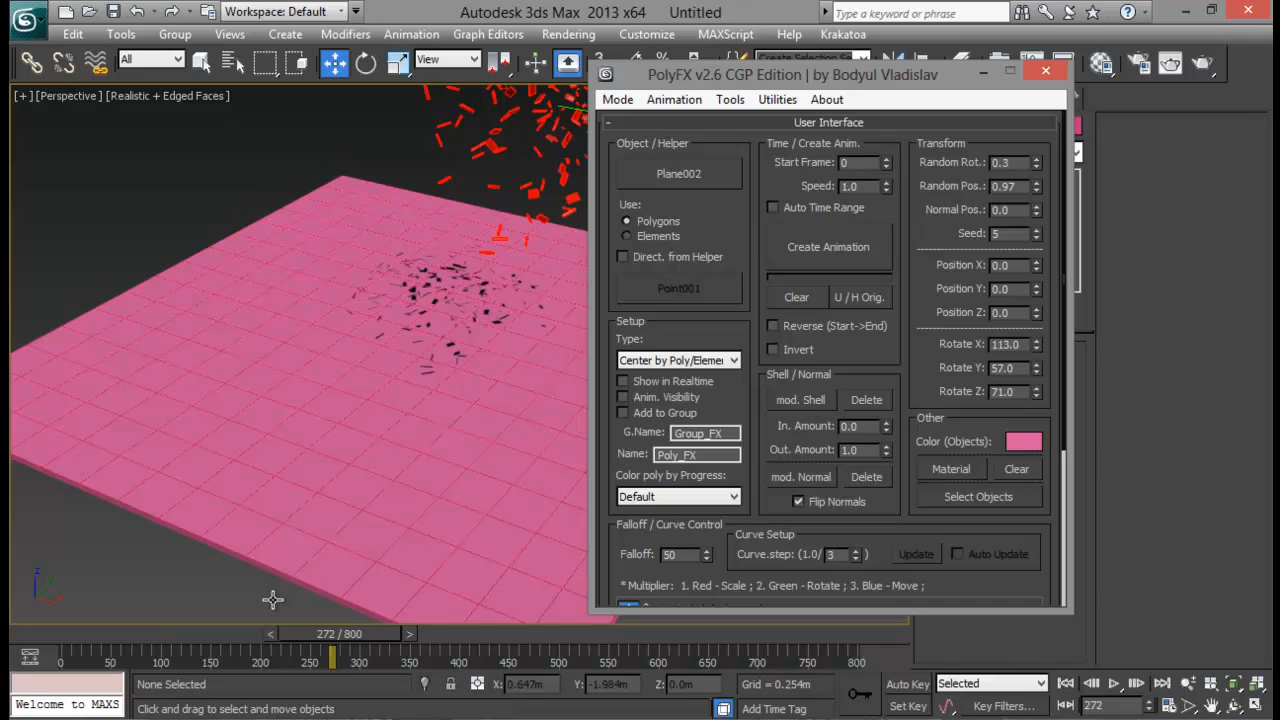 Workspace: Default
Autodesk 3ds Max  2013 x64
Untitled
Type a keyword or phrase
Edit Tools Group Views Create Modifiers Animation Graph Editors Rendering Customize MAXScript Help Krakatoa
All
View
[+] [Perspective ] [Realistic + Edged Faces ]
PolyFX v2.6 CGP Edition | by Bodyul Vladislav
Mode Animation Tools Utilities About
- User Interface
Object / Helper
Plane002
Use:
Polygons
Elements
Direct. from Helper
Point001
Setup
Type:
Center by Poly/Elemer
Show in Realtime
Anim. Visibility
Add to Group
G.Name: Group_FX
Name: Poly_FX
Color poly by Progress:
Default
Time / Create Anim.
Start Frame: 0
Speed: 1.0
Auto Time Range
Create Animation
Clear U / H Orig.
Reverse (Start->End)
Invert
Shell / Normal
mod. Shell Delete
In. Amount: 0.0
Out. Amount: 1.0
mod. Normal Delete
Flip Normals
Transform
Random Rot.: 0.3
Random Pos.: 0.97
Normal Pos.: 0.0
Seed: 5
Position X: 0.0
Position Y: 0.0
Position Z: 0.0
Rotate X: 113.0
Rotate Y: 57.0
Rotate Z: 71.0
Other
Color (Objects):
Material Clear
Select Objects
Falloff / Curve Control
Falloff: 50
Curve Setup
Curve.step: (1.0/ 3 )
Update
Auto Update
* Multiplier: 1. Red - Scale ; 2. Green - Rotate ; 3. Blue - Move ;
z
< 272 / 800 >
0 50 100 150 200 250 300 350 400 450 500 550 600 650 700 750 800
None Selected
X: 0.647m Y: -1.984m Z: 0.0m
Grid = 0.254m
Auto Key Selected
Welcome to MAXS
Click and drag to select and move objects
Add Time Tag
Set Key Key Filters...
272